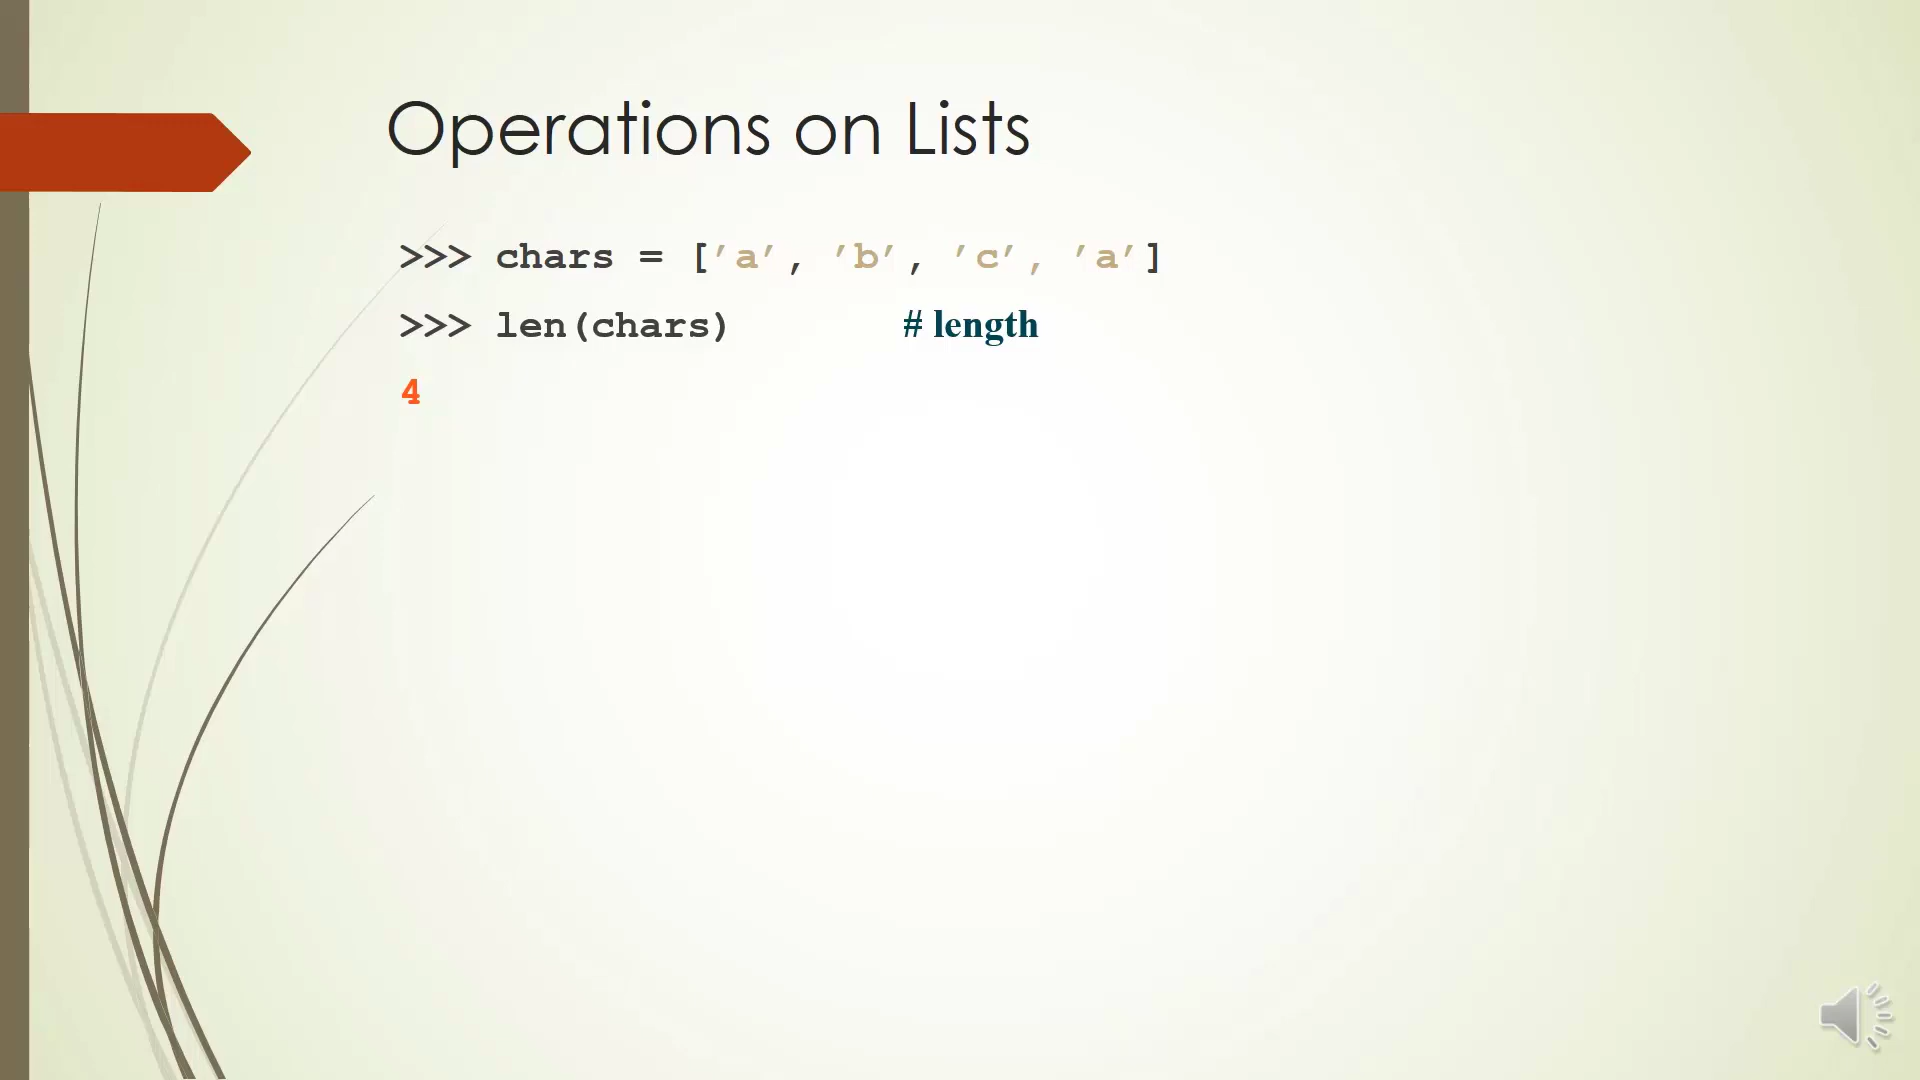 Operations on Lists
>>> chars = [’a’, ’b’, ’c’, ’a’]
>>> len(chars) # length
4